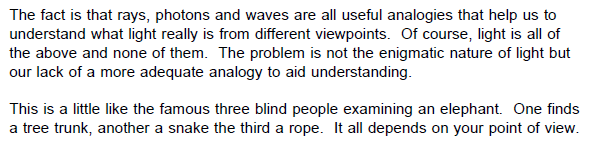 The fact is that rays, photons and waves are all useful analogies that help us to
understand what light really is from different viewpoints.  Of course, light is all of
the above and none of them.  The problem is not the enigmatic nature of light but
our lack of a more adequate analogy to aid understanding.
This is a little like the famous three blind people examining an elephant.  One finds
a tree trunk, another a snake the third a rope.  It all depends on your point of view.